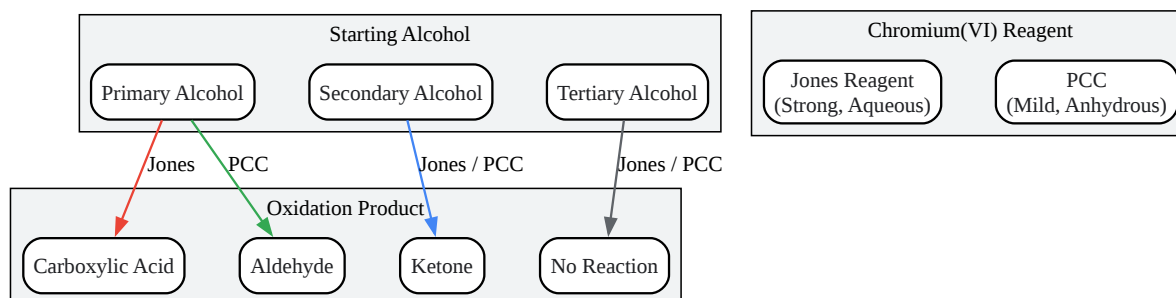 Starting Alcohol
Primary Alcohol
Secondary Alcohol
Tertiary Alcohol
Chromium(VI) Reagent
Jones Reagent
(Strong, Aqueous)
PCC
(Mild, Anhydrous)
Jones
PCC
Jones / PCC
Jones / PCC
Oxidation Product
Carboxylic Acid
Aldehyde
Ketone
No Reaction